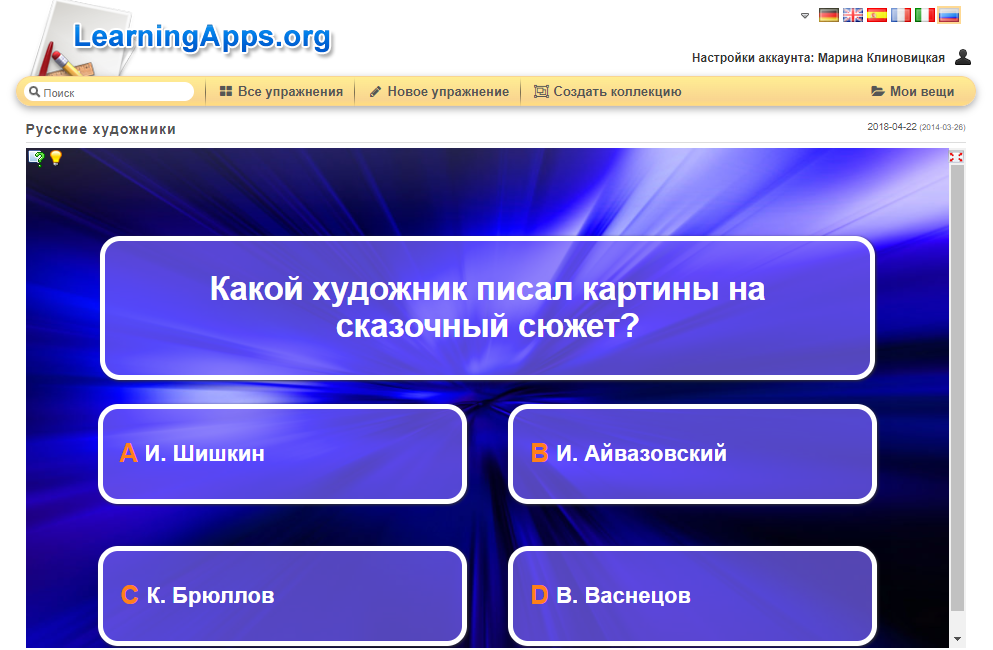 LearningApps.org
Настройки аккаунта: Марина Клиновицкая
Поиск
Все упражнения
Новое упражнение
Создать коллекцию
Мои вещи
Русские художники
2018-04-22 (2014-03-26)
Какой художник писал картины на
сказочный сюжет?
A И. Шишкин
B И. Айвазовский
C К. Брюллов
D В. Васнецов